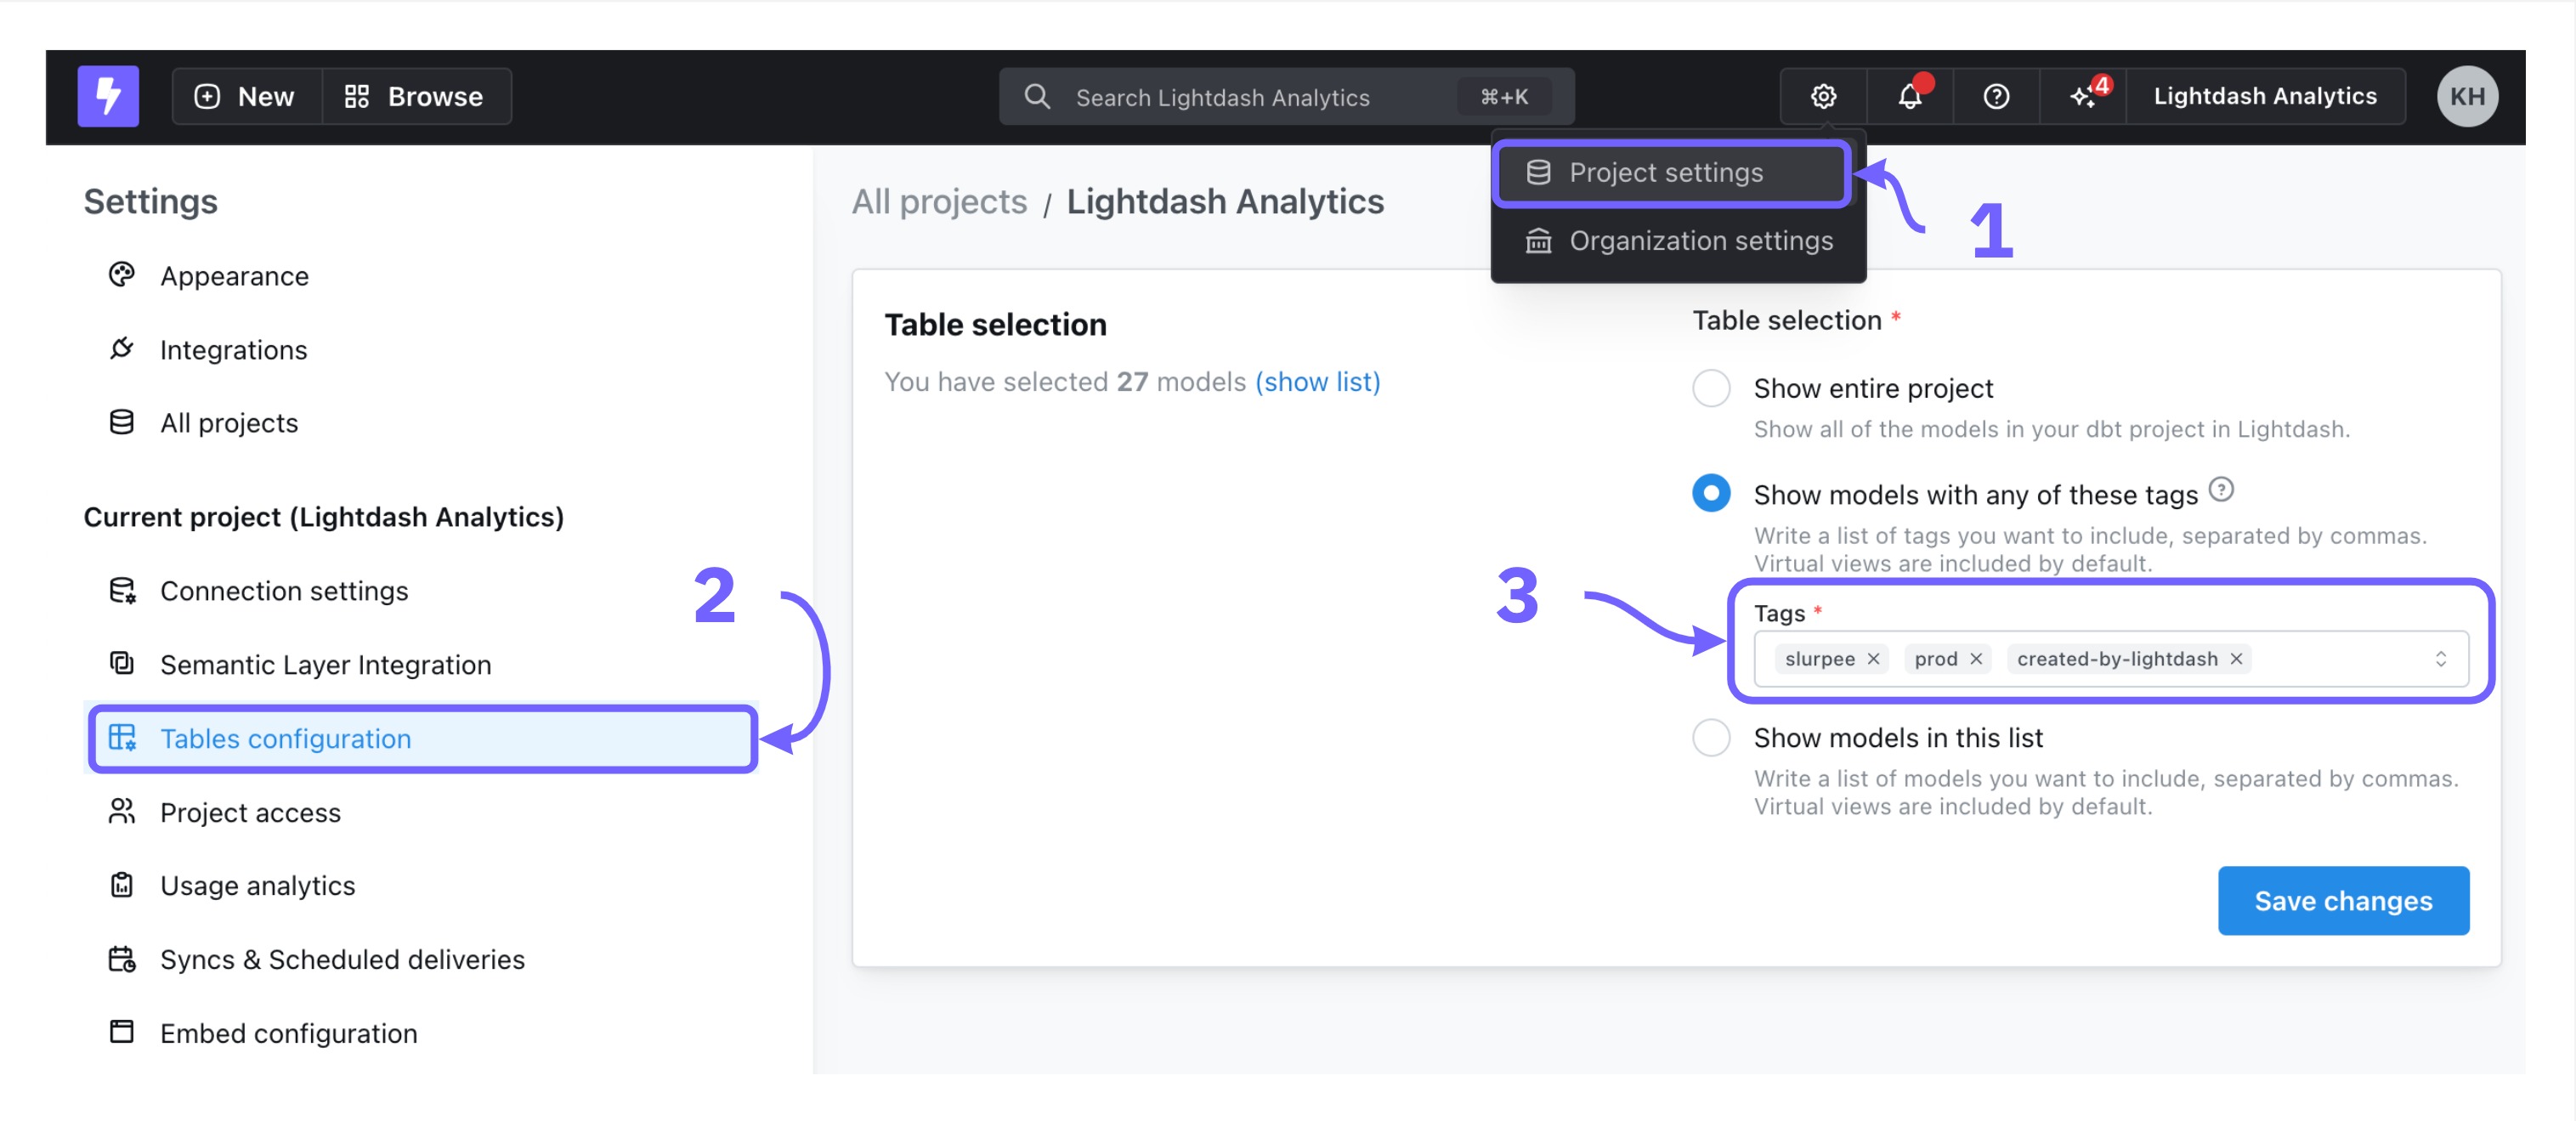 New
Browse
Search Lightdash Analytics
⌘+K
4
Lightdash Analytics
KH
Project settings
Organization settings
1
Settings
Appearance
Integrations
All projects
Current project (Lightdash Analytics)
Connection settings
Semantic Layer Integration
Tables configuration
Project access
Usage analytics
Syncs & Scheduled deliveries
Embed configuration
2
All projects / Lightdash Analytics
Table selection
You have selected 27 models (show list)
Table selection *
Show entire project
Show all of the models in your dbt project in Lightdash.
Show models with any of these tags
Write a list of tags you want to include, separated by commas.
Virtual views are included by default.
3
Tags *
slurpee × prod × created-by-lightdash ×
Show models in this list
Write a list of models you want to include, separated by commas.
Virtual views are included by default.
Save changes